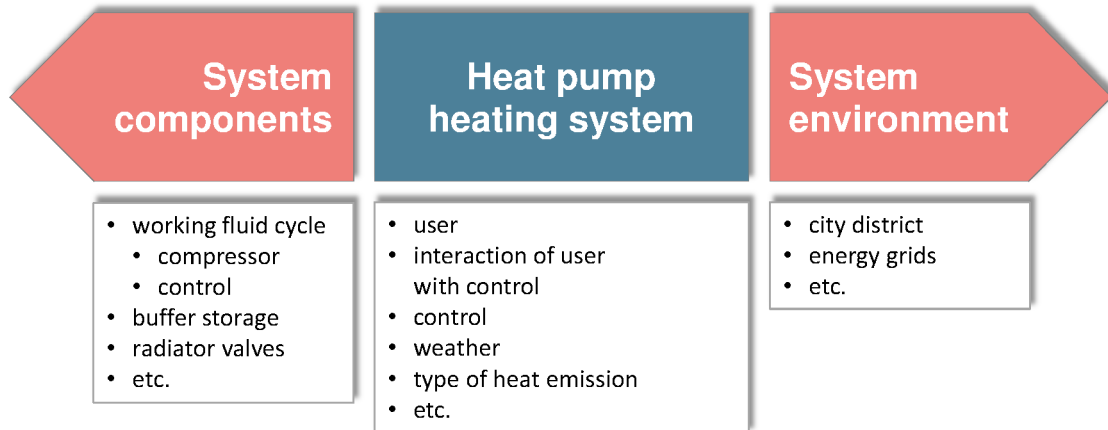 System
components
Heat pump
heating system
System
environment
• working fluid cycle
• compressor
• control
• buffer storage
• radiator valves
• etc.
• user
• interaction of user
with control
• control
• weather
• type of heat emission
• etc.
• city district
• energy grids
• etc.